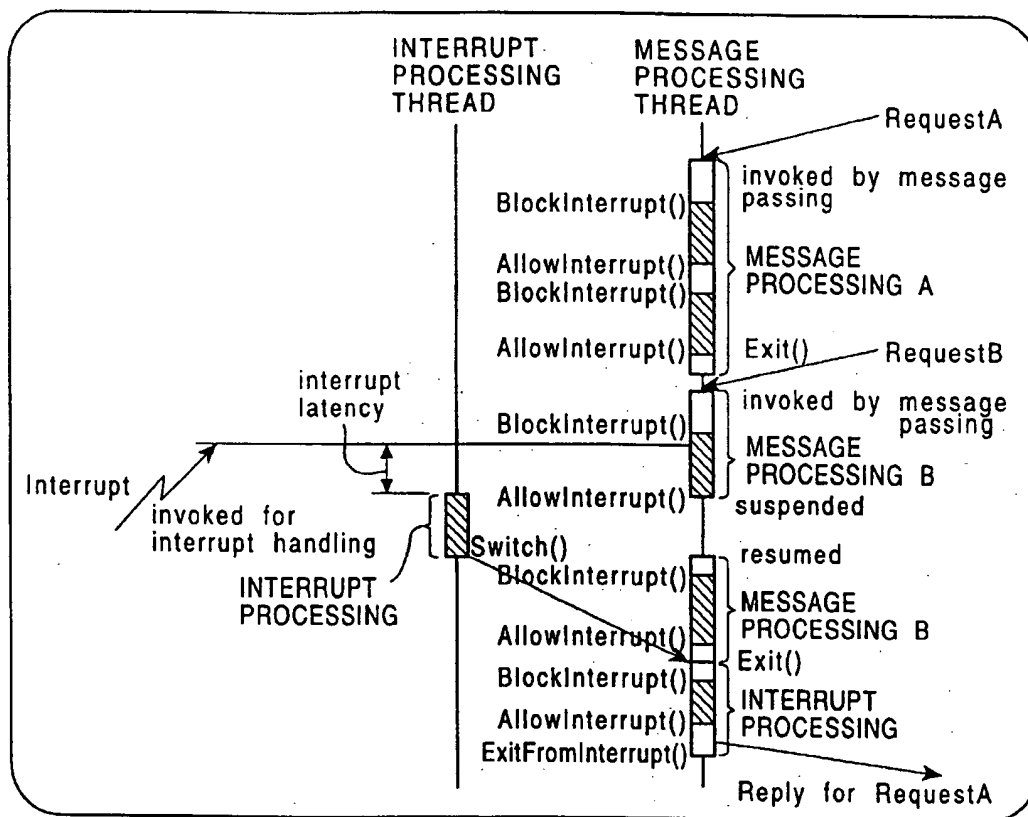 INTERRUPT
PROCESSING
THREAD
MESSAGE
PROCESSING
THREAD
RequestA
invoked by message
passing
BlockInterrupt()
AllowInterrupt()
BlockInterrupt()
MESSAGE
PROCESSING A
AllowInterrupt()
Exit()
RequestB
interrupt
latency
BlockInterrupt()
invoked by message
passing
MESSAGE
PROCESSING B
Interrupt
invoked for
interrupt handling
AllowInterrupt()
suspended
Switch()
resumed
INTERRUPT
PROCESSING
BlockInterrupt()
MESSAGE
PROCESSING B
AllowInterrupt()
Exit()
BlockInterrupt()
INTERRUPT
PROCESSING
AllowInterrupt()
ExitFromInterrupt()
Reply for RequestA